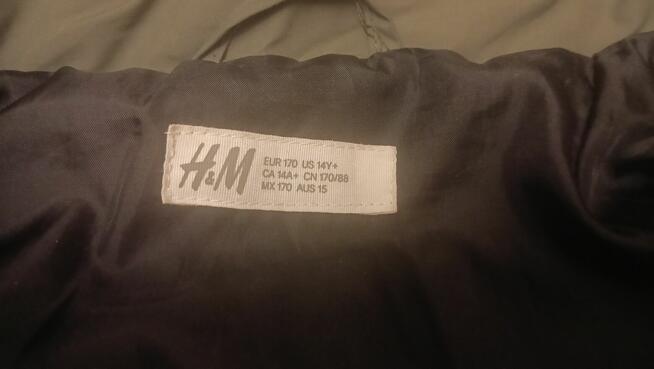 H&M
EUR 170 US 14Y+
CA 14A+ CN 170/88
MX 170 AUS 15